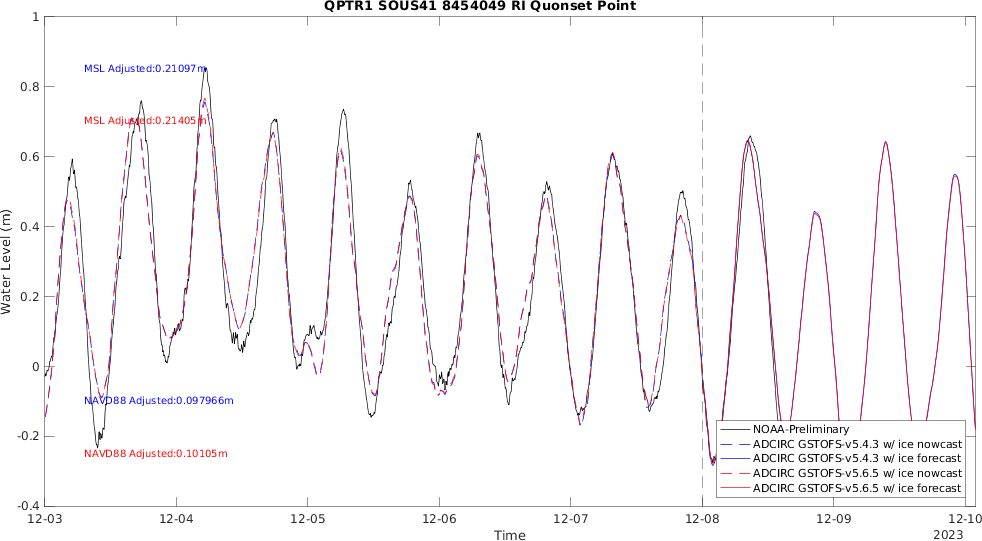 QPTR1 SOUS41 8454049 RI Quonset Point
1
0.8
0.6
0.4
0.2
0
-0.2
-0.4
Water Level (m)
MSL Adjusted:0.21097m
MSL Adjusted:0.21405m
NAVD88 Adjusted:0.097966m
NAVD88 Adjusted:0.10105m
NOAA-Preliminary
ADCIRC GSTOFS-v5.4.3 w/ ice nowcast
ADCIRC GSTOFS-v5.4.3 w/ ice forecast
ADCIRC GSTOFS-v5.6.5 w/ ice nowcast
ADCIRC GSTOFS-v5.6.5 w/ ice forecast
12-03 12-04 12-05 12-06 12-07 12-08 12-09 12-10
Time
2023